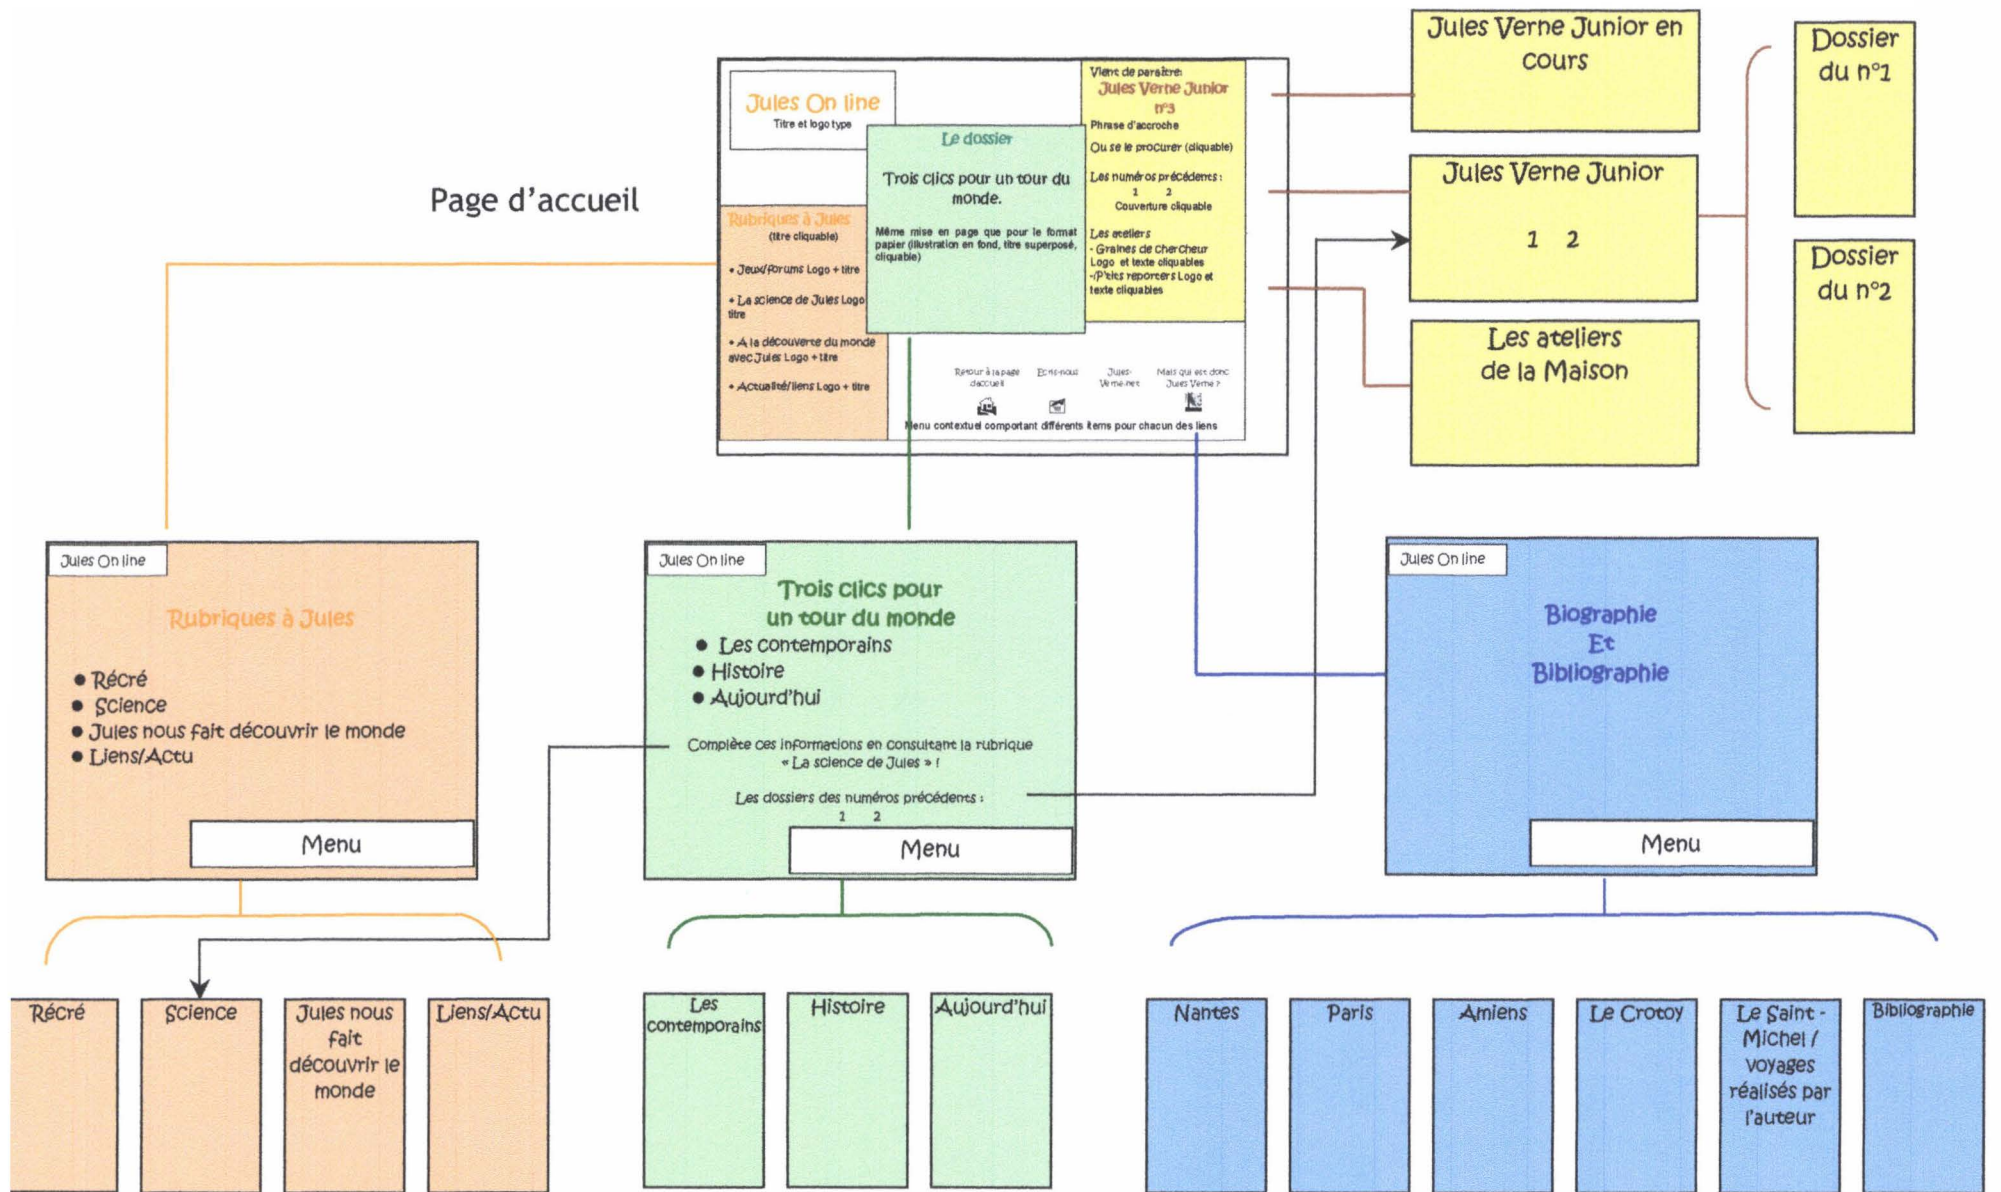 Page d'accueil
Jules On line
Titre et logo type
Le dossier
Trois clics pour un tour du
monde.
Même mise en page que pour le format
papier (illustration en fond, titre superposé,
cliquable)
Vient de paraître:
Jules Verne Junior
n°3
Phrase d'accroche
Ou se le procurer (cliquable)
Les numéros précédents :
1 2
Couverture cliquable
Les ateliers
- Graines de chercheur
Logo et texte cliquables
-/P'tits reporters Logo et
texte cliquables
Rubriques à Jules
(titre cliquable)
• Jeux/forums Logo + titre
• La science de Jules Logo
titre
• A la découverte du monde
avec Jules Logo + titre
• Actualité/liens Logo + titre
Retour à la page
d'accueil
Ecris-nous
Jules-
Verne-net
Mais qui est donc
Jules Verne ?
Menu contextuel comportant différents items pour chacun des liens
Jules Verne Junior en
cours
Jules Verne Junior
1 2
Les ateliers
de la Maison
Dossier
du n°1
Dossier
du n°2
Jules On line
Rubriques à Jules
● Récré
● Science
● Jules nous fait découvrir le monde
● Liens/Actu
Menu
Jules On line
Trois clics pour
un tour du monde
● Les contemporains
● Histoire
● Aujourd'hui
Complète ces informations en consultant la rubrique
« La science de Jules » !
Les dossiers des numéros précédents :
1 2
Menu
Jules On line
Biographie
Et
Bibliographie
Menu
Récré
Science
Jules nous
fait
découvrir le
monde
Liens/Actu
Les
contemporains
Histoire
Aujourd'hui
Nantes
Paris
Amiens
Le Crotoy
Le Saint -
Michel /
voyages
réalisés par
l'auteur
Bibliographie